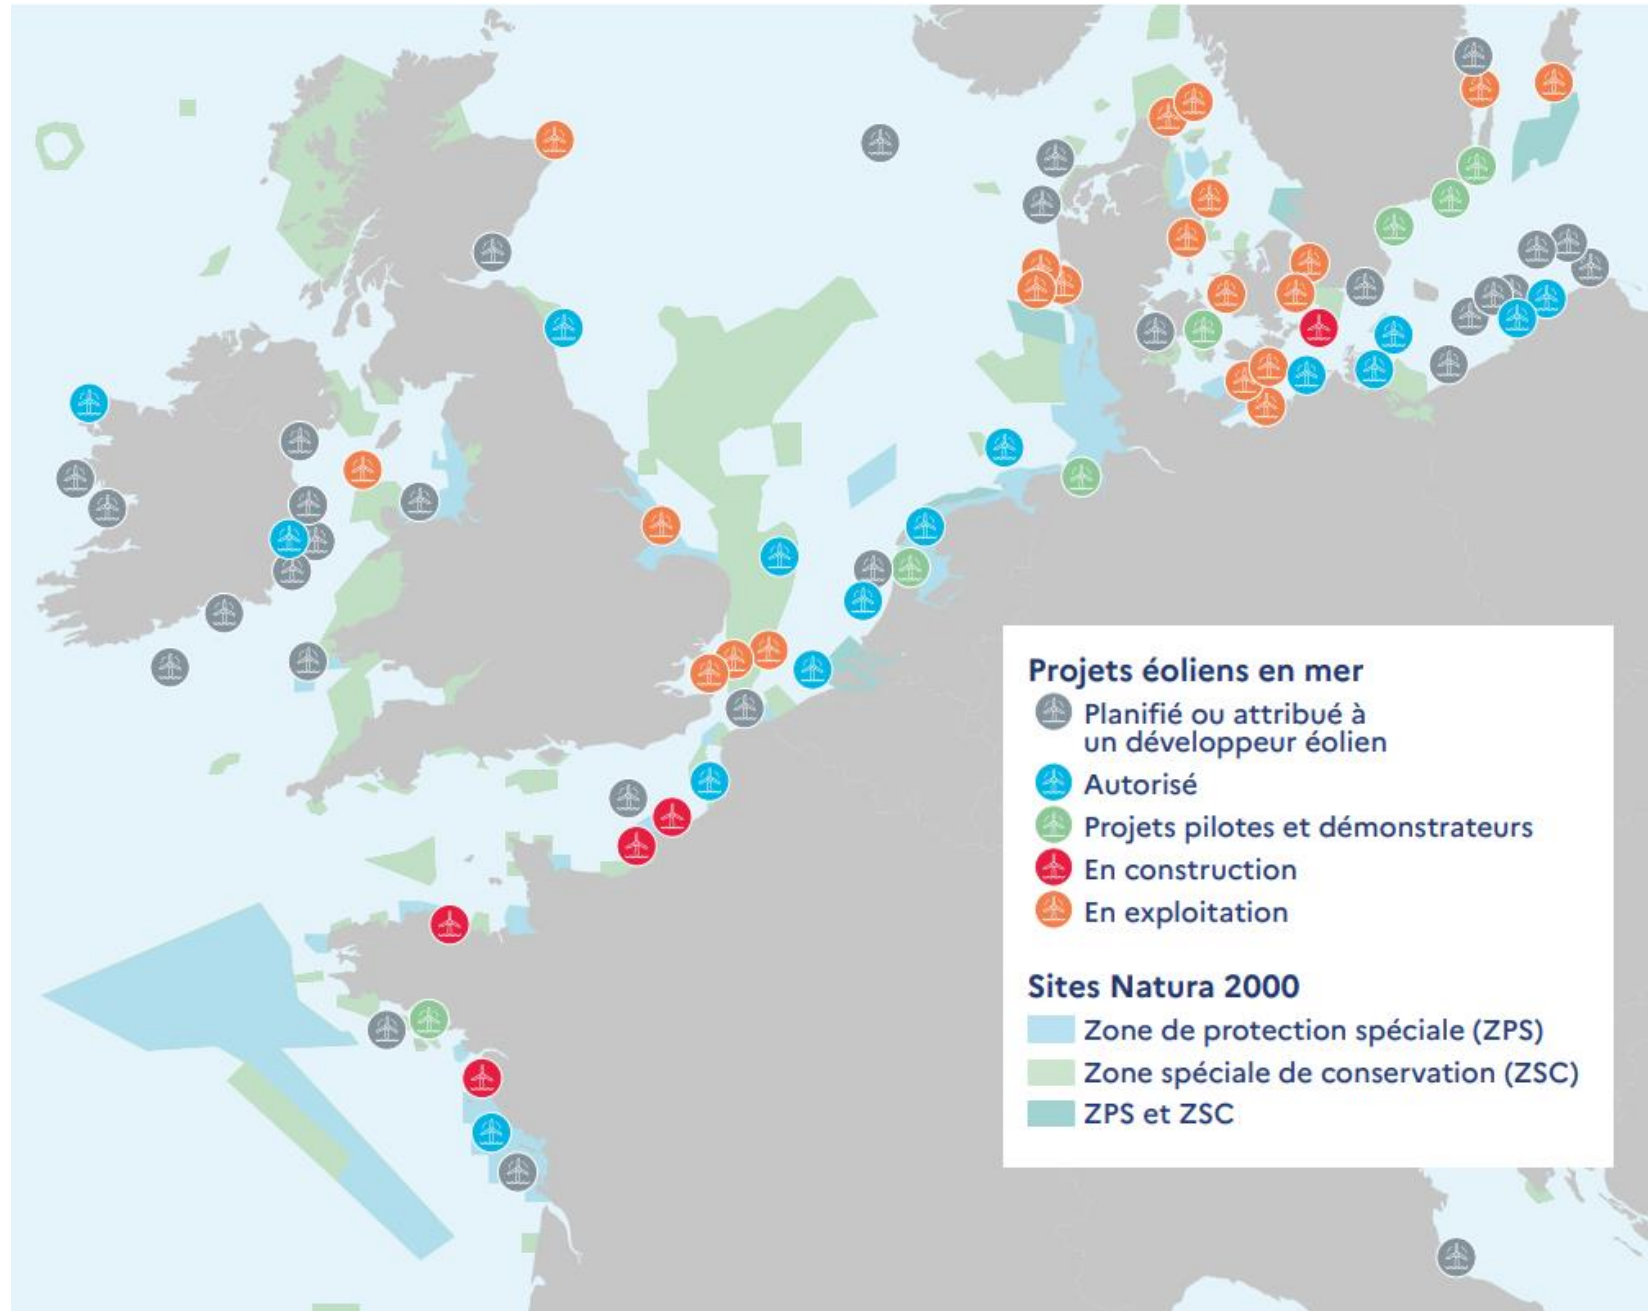 Projets éoliens en mer
Planifié ou attribué à
un développeur éolien
Autorisé
Projets pilotes et démonstrateurs
En construction
En exploitation
Sites Natura 2000
Zone de protection spéciale (ZPS)
Zone spéciale de conservation (ZSC)
ZPS et ZSC